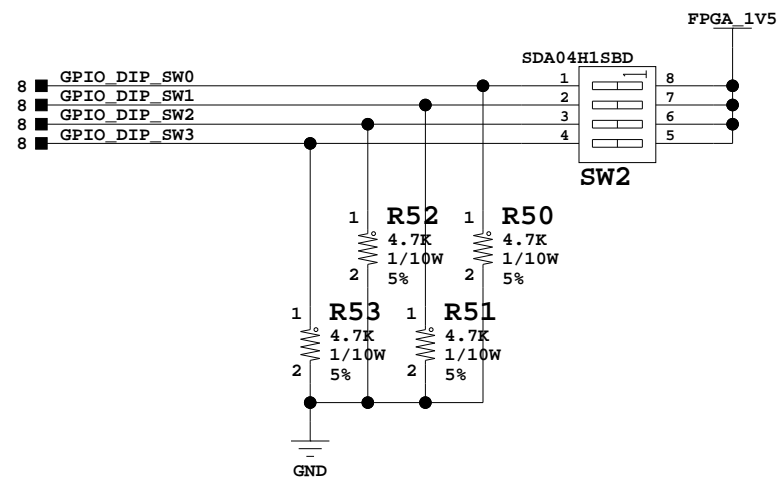 FPGA_1V5
SDA04H1SBD
8 GPIO_DIP_SW0 1 8
8 GPIO_DIP_SW1 2 7
8 GPIO_DIP_SW2 3 6
8 GPIO_DIP_SW3 4 5
SW2
1 R52 1 R50
4.7K 4.7K
1/10W 1/10W
2 5% 2 5%
1 R53 1 R51
4.7K 4.7K
1/10W 1/10W
2 5% 2 5%
GND